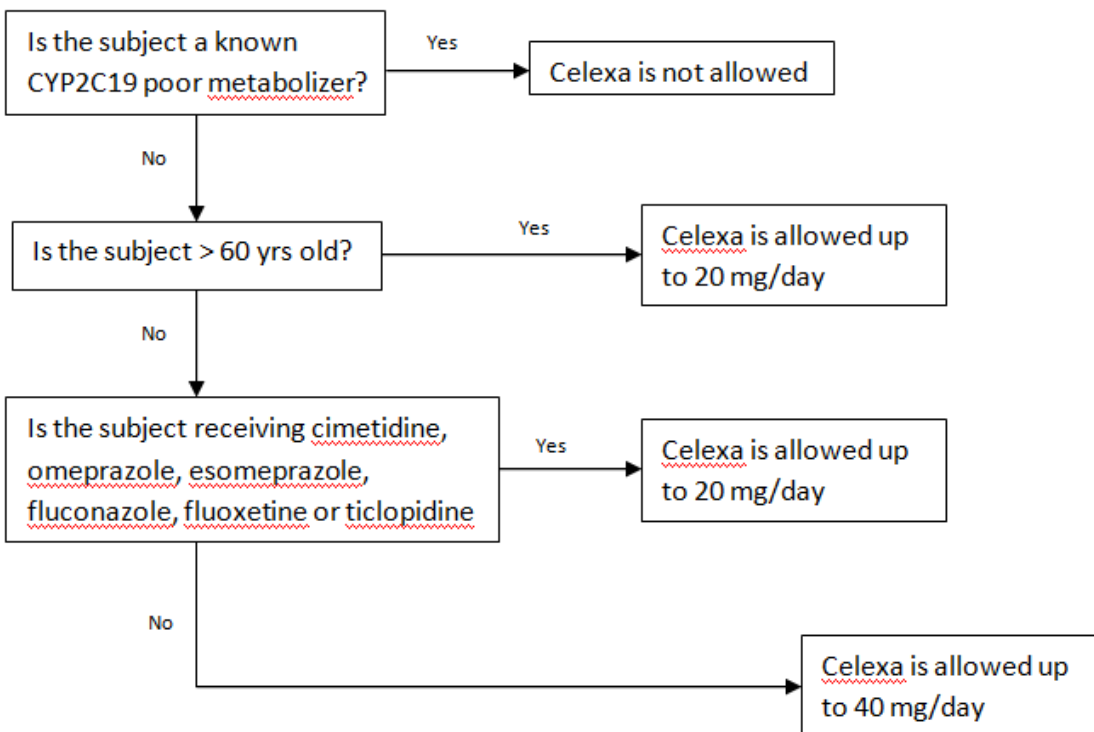 Is the subject a known
CYP2C19 poor metabolizer?
Yes
Celexa is not allowed
No
Is the subject > 60 yrs old?
Yes
Celexa is allowed up
to 20 mg/day
No
Is the subject receiving cimetidine,
omeprazole, esomeprazole,
fluconazole, fluoxetine or ticlopidine
Yes
Celexa is allowed up
to 20 mg/day
No
Celexa is allowed up
to 40 mg/day